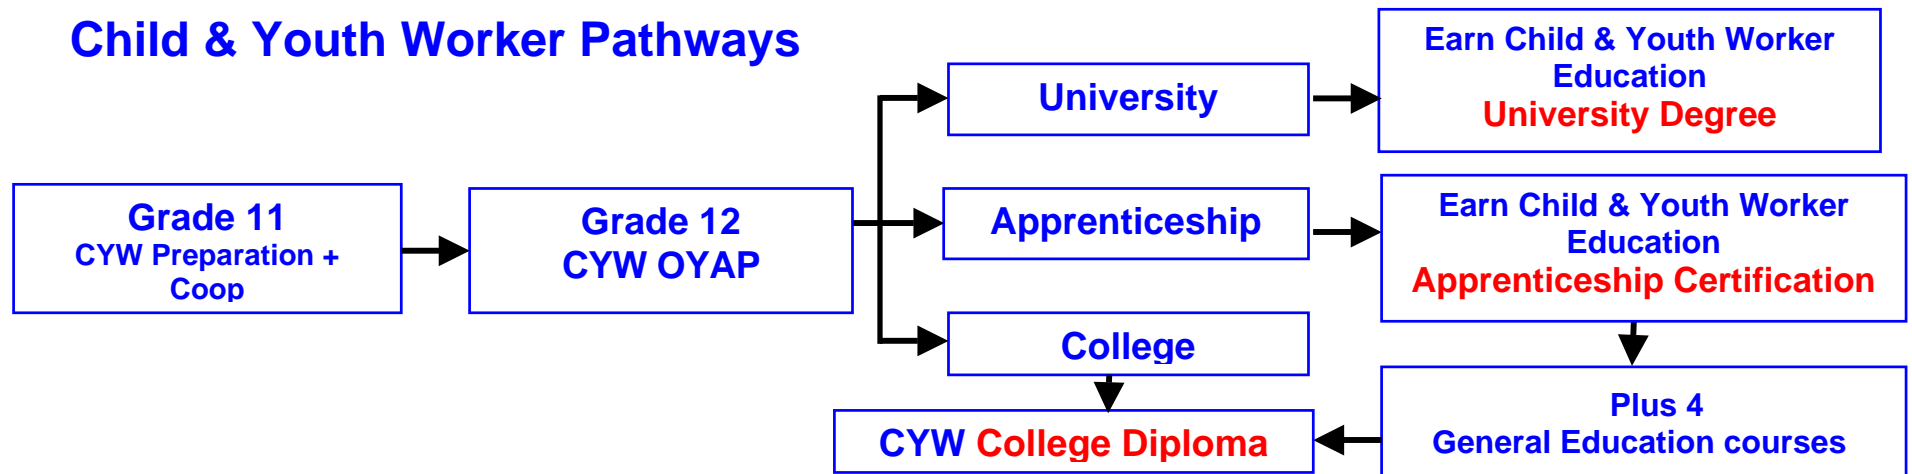 Child & Youth Worker Pathways
Grade 11
CYW Preparation +
Coop
Grade 12
CYW OYAP
University
Apprenticeship
College
Earn Child & Youth Worker
Education
University Degree
Earn Child & Youth Worker
Education
Apprenticeship Certification
Plus 4
General Education courses
CYW College Diploma